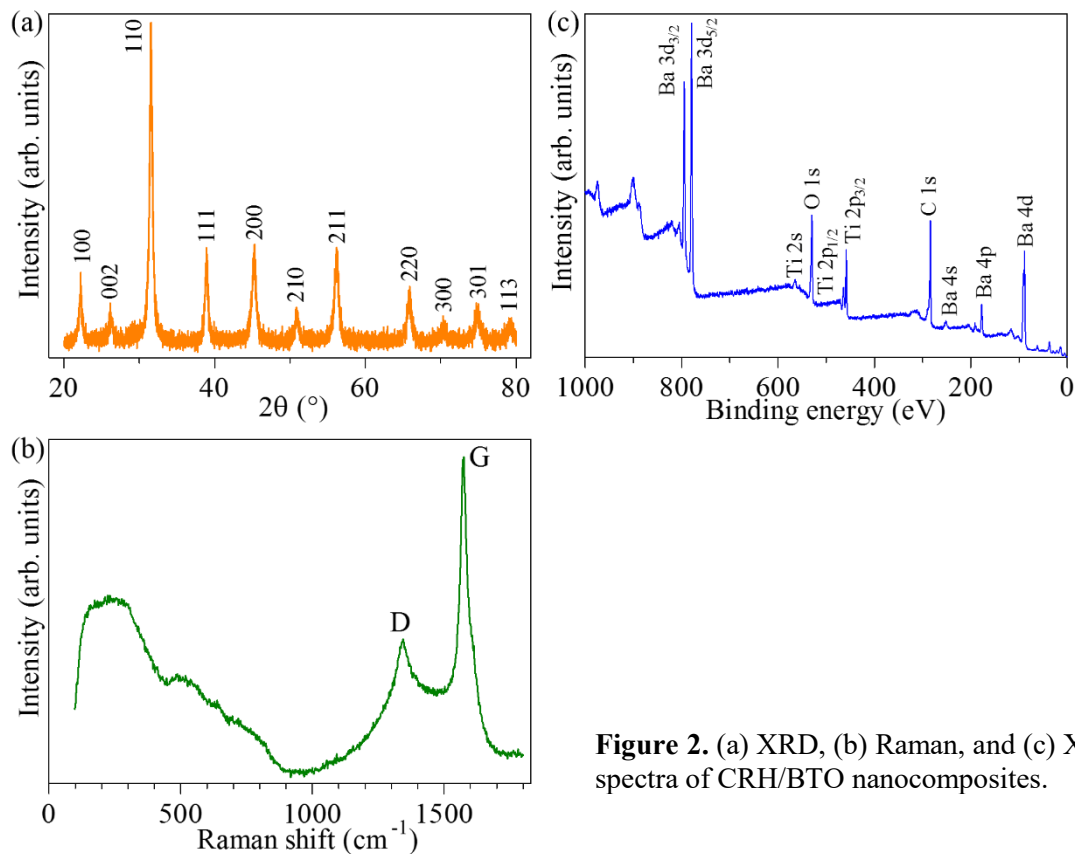 (a)
Intensity (arb. units)
100
002
110
111
200
210
211
220
300
301
113
20 40 60 80
2θ (°)
(c)
Intensity (arb. units)
Ba 3d3/2
Ba 3d5/2
Ti 2s
O 1s
Ti 2p1/2
Ti 2p3/2
C 1s
Ba 4s
Ba 4p
Ba 4d
1000 800 600 400 200 0
Binding energy (eV)
(b)
Intensity (arb. units)
D
G
0 500 1000 1500
Raman shift (cm-1)
Figure 2. (a) XRD, (b) Raman, and (c) X
spectra of CRH/BTO nanocomposites.